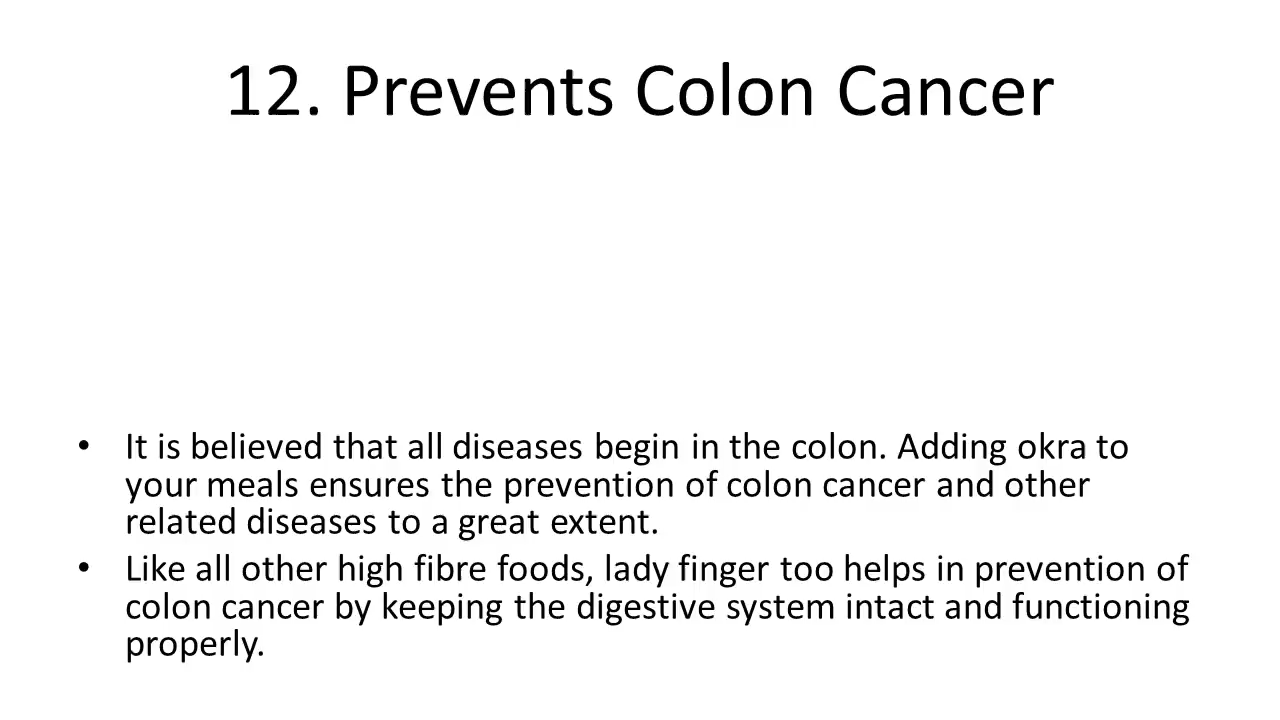 12. Prevents Colon Cancer
• It is believed that all diseases begin in the colon. Adding okra to
your meals ensures the prevention of colon cancer and other
related diseases to a great extent.
• Like all other high fibre foods, lady finger too helps in prevention of
colon cancer by keeping the digestive system intact and functioning
properly.